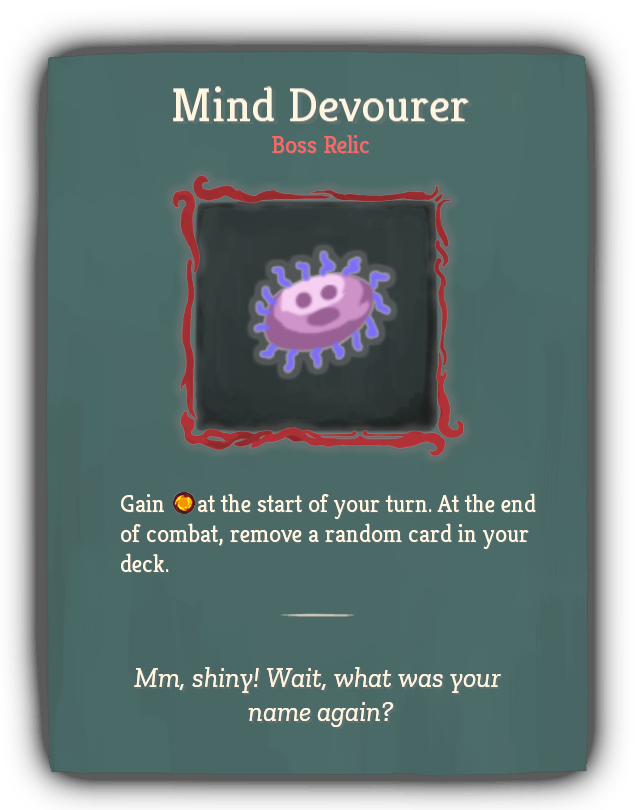 Mind Devourer
Boss Relic
Gain at the start of your turn. At the end
of combat, remove a random card in your
deck.
Mm, shiny! Wait, what was your
name again?